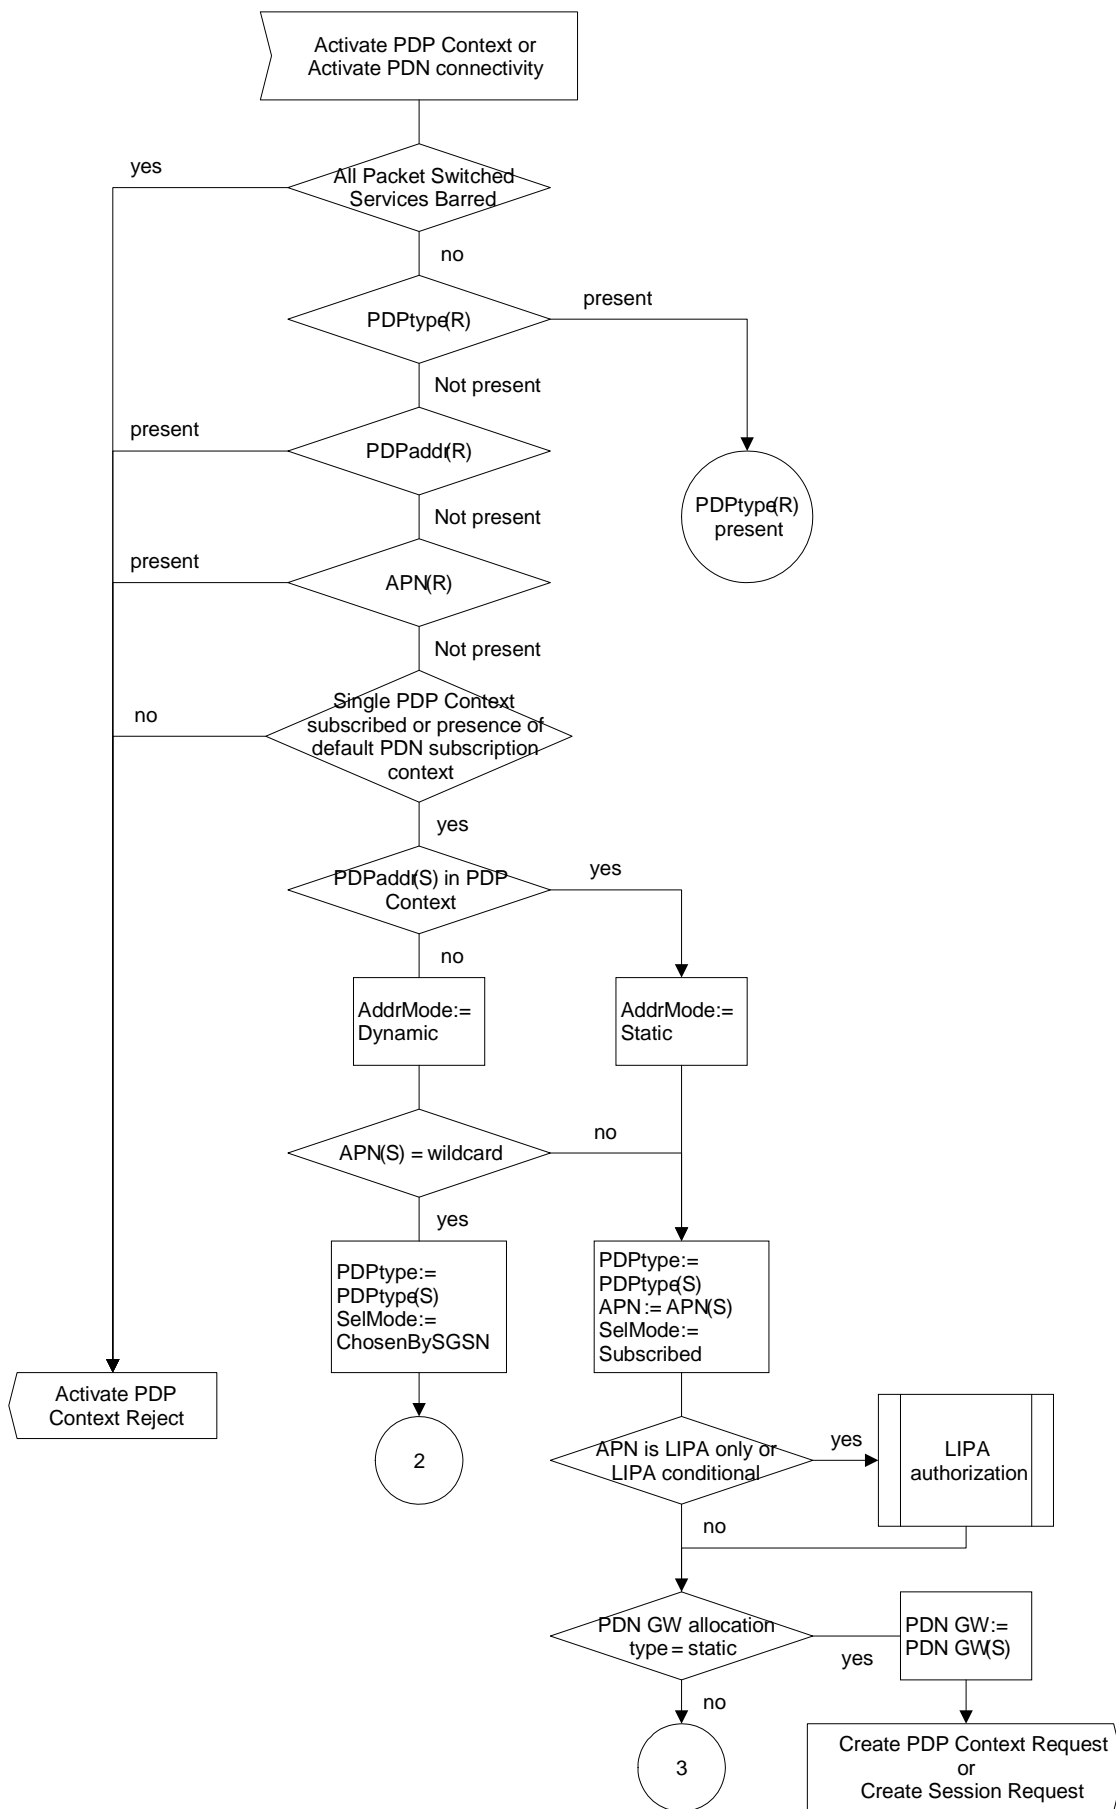 Activate PDP Context or
Activate PDN connectivity
yes
All Packet Switched
Services Barred
no
present
PDPtype(R)
Not present
present
PDPaddr(R)
PDPtype(R)
present
Not present
present
APN(R)
Not present
Single PDP Context
subscribed or presence of
default PDN subscription
context
no
yes
PDPaddr(S) in PDP
Context
yes
no
AddrMode:=
Dynamic
AddrMode:=
Static
APN(S) = wildcard
no
yes
PDPtype:=
PDPtype(S)
SelMode:=
ChosenBySGSN
PDPtype:=
PDPtype(S)
APN := APN(S)
SelMode:=
Subscribed
Activate PDP
Context Reject
2
APN is LIPA only or
LIPA conditional
yes
LIPA
authorization
no
PDN GW allocation
type = static
yes
PDN GW:=
PDN GW(S)
no
3
Create PDP Context Request
or
Create Session Request